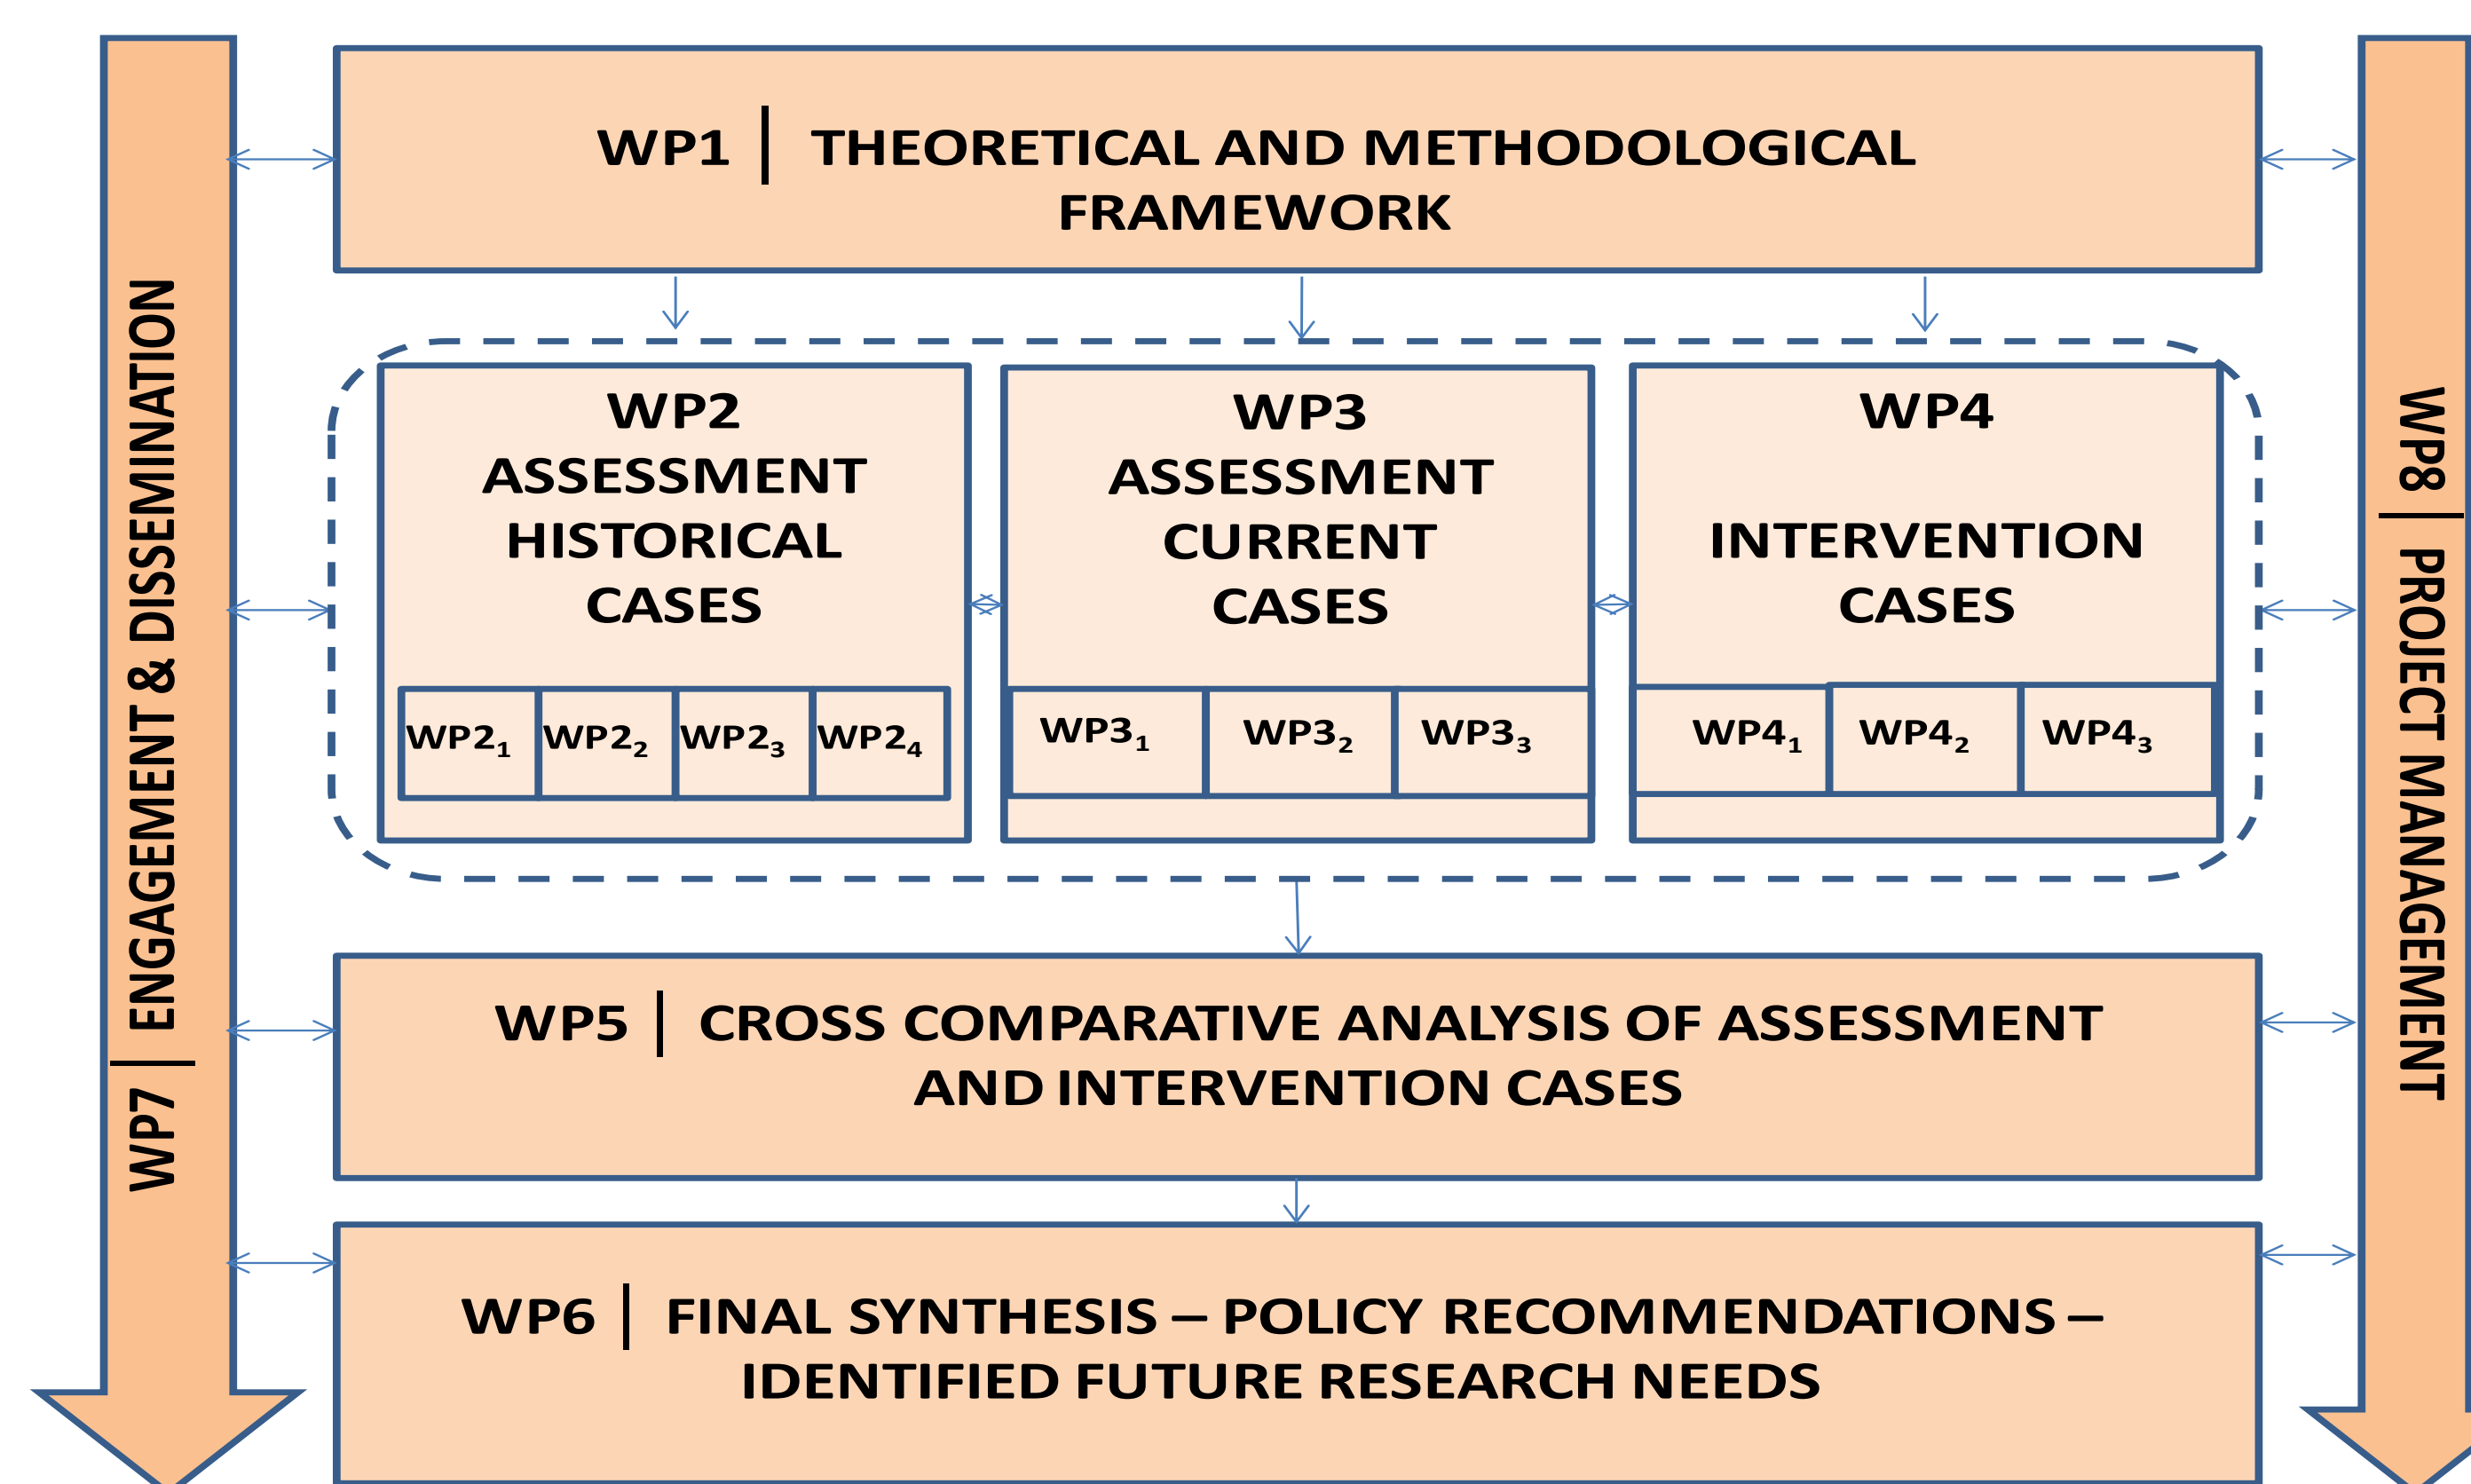 WP7 | ENGAGEMENT & DISSEMINATION
WP1 | THEORETICAL AND METHODOLOGICAL
FRAMEWORK
WP2
ASSESSMENT
HISTORICAL
CASES
WP2₁ WP2₂ WP2₃ WP2₄
WP3
ASSESSMENT
CURRENT
CASES
WP3₁ WP3₂ WP3₃
WP4
INTERVENTION
CASES
WP4₁ WP4₂ WP4₃
WP5 | CROSS COMPARATIVE ANALYSIS OF ASSESSMENT
AND INTERVENTION CASES
WP6 | FINAL SYNTHESIS – POLICY RECOMMENDATIONS –
IDENTIFIED FUTURE RESEARCH NEEDS
WP8 | PROJECT MANAGEMENT